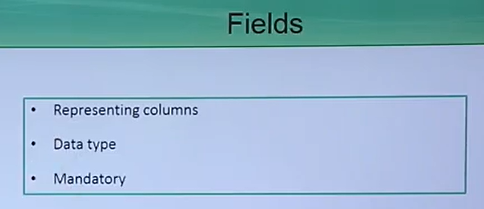 Fields
• Representing columns
• Data type
• Mandatory